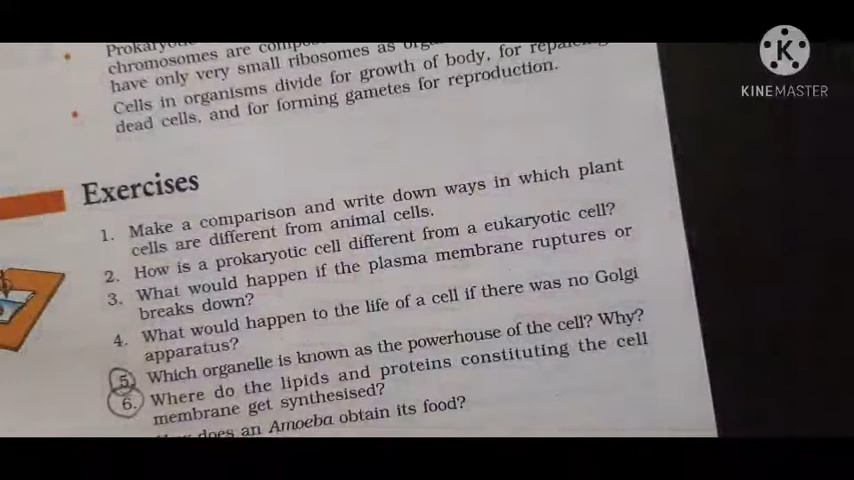 KINEMASTER
chromosomes are
have only very small ribosomes as
Cells in organisms divide for growth of body, for
dead cells, and for forming gametes for reproduction.
Exercises
1. Make a comparison and write down ways in which plant
cells are different from animal cells.
2. How is a prokaryotic cell different from a eukaryotic cell?
3. What would happen if the plasma membrane ruptures or
breaks down?
4. What would happen to the life of a cell if there was no Golgi
apparatus?
5. Which organelle is known as the powerhouse of the cell? Why?
6. Where do the lipids and proteins constituting the cell
membrane get synthesised?
does an Amoeba obtain its food?